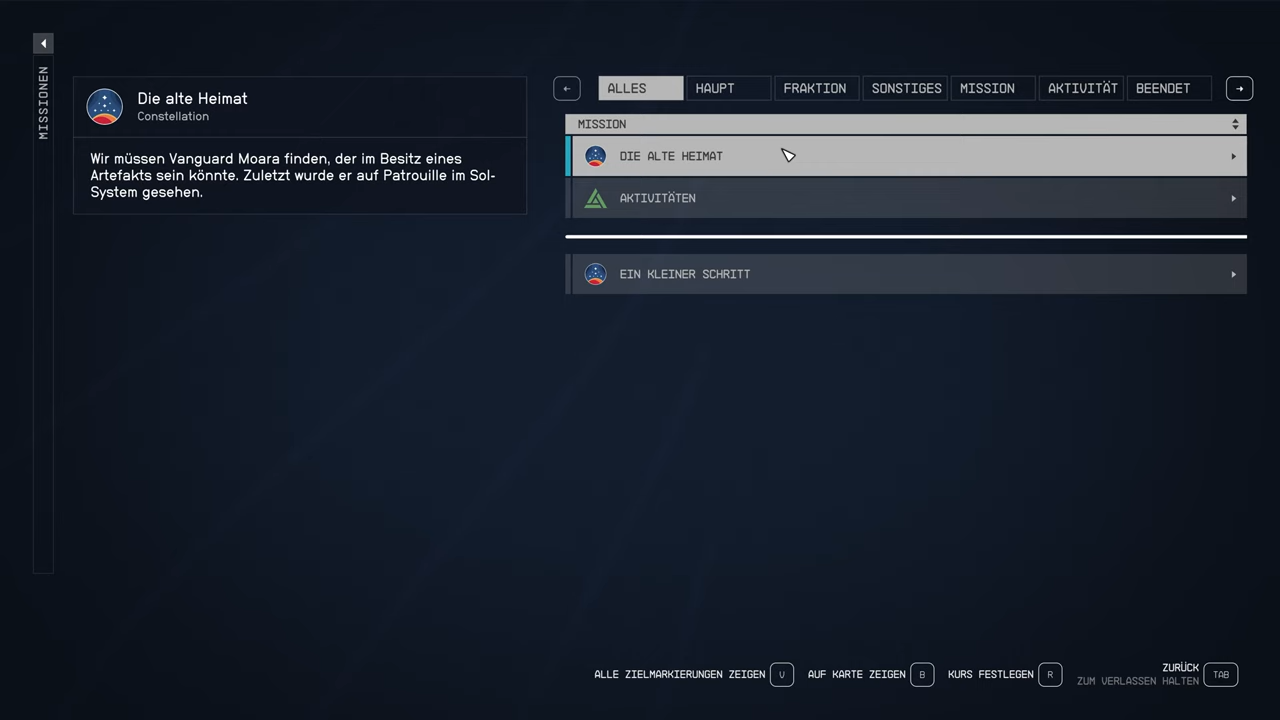 MISSIONEN
Die alte Heimat
Constellation
Wir müssen Vanguard Moara finden, der im Besitz eines
Artefakts sein könnte. Zuletzt wurde er auf Patrouille im Sol-
System gesehen.
ALLES HAUPT FRAKTION SONSTIGES MISSION AKTIVITÄT BEENDET
MISSION
DIE ALTE HEIMAT
AKTIVITÄTEN
EIN KLEINER SCHRITT
ALLE ZIELMARKIERUNGEN ZEIGEN V AUF KARTE ZEIGEN B KURS FESTLEGEN R ZURÜCK TAB
ZUM VERLASSEN HALTEN